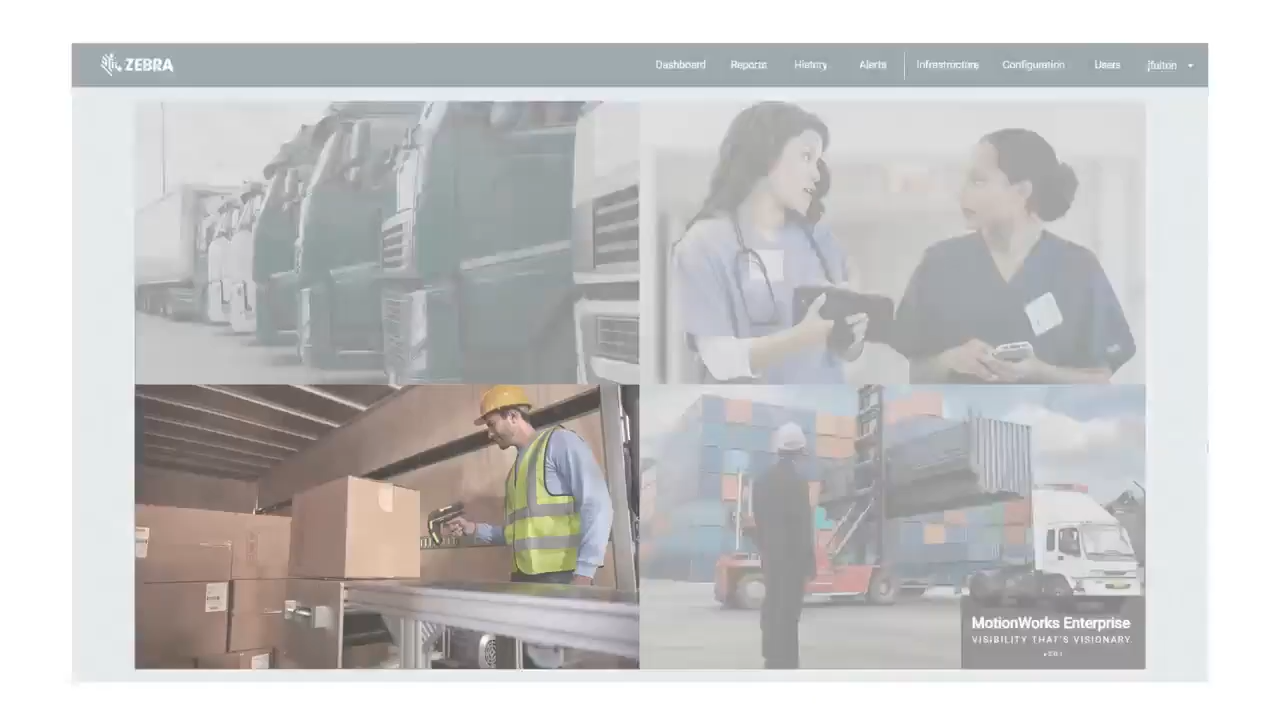 ZEBRA
Dashboard Reports History Alerts Infrastructure Configuration Users jfulton
MotionWorks Enterprise
VISIBILITY THAT'S VISIONARY.